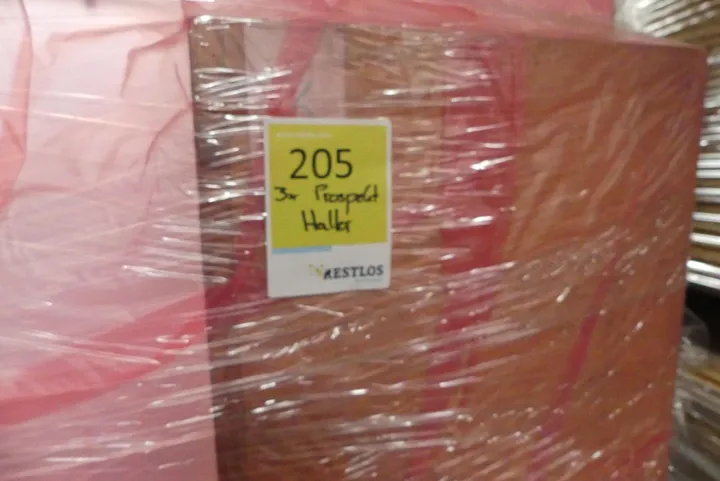 205
3x Prospekt
Halter
RESTLOS